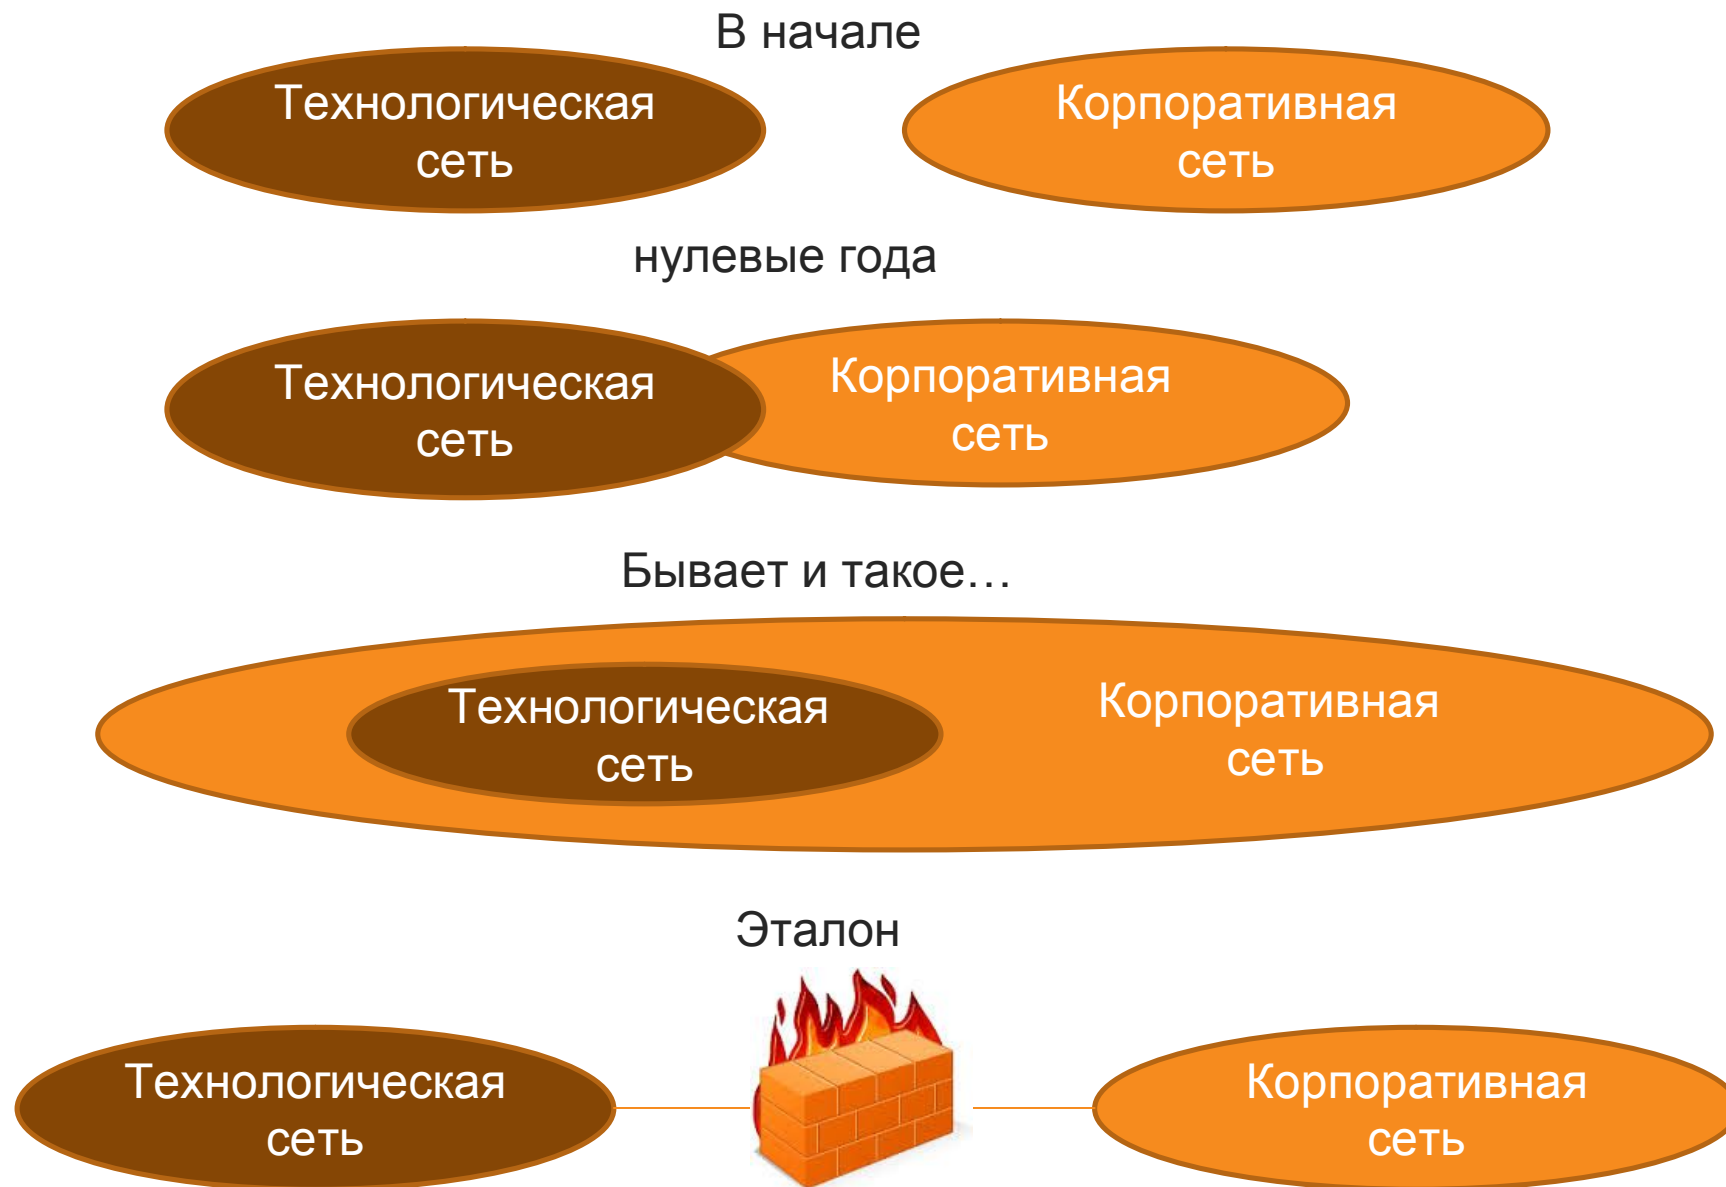 В начале
Технологическая
сеть
Корпоративная
сеть
нулевые года
Технологическая
сеть
Корпоративная
сеть
Бывает и такое…
Технологическая
сеть
Корпоративная
сеть
Эталон
Технологическая
сеть
Корпоративная
сеть